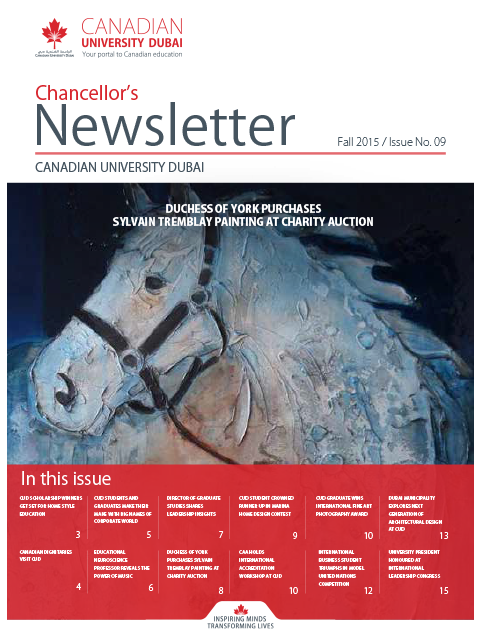 CANADIAN
UNIVERSITY DUBAI
Your portal to Canadian education
Canadian University Dubai
Chancellor's
Newsletter
Fall 2015 / Issue No. 09
CANADIAN UNIVERSITY DUBAI
DUCHESS OF YORK PURCHASES
SYLVAIN TREMBLAY PAINTING AT CHARITY AUCTION
In this issue
CUD SCHOLARSHIP WINNERS
GET SET FOR HOME STYLE
EDUCATION
3
CUD STUDENTS AND
GRADUATES MAKE THEIR
MARK WITH BIG NAMES OF
CORPORATE WORLD
5
DIRECTOR OF GRADUATE
STUDIES SHARES
LEADERSHIP INSIGHTS
7
CUD STUDENT CROWNED
RUNNER UP IN MARINA
HOME DESIGN CONTEST
9
CUD GRADUATE WINS
INTERNATIONAL FINE ART
PHOTOGRAPHY AWARD
10
DUBAI MUNICIPALITY
EXPLORES NEXT
GENERATION OF
ARCHITECTURAL DESIGN
AT CUD
13
CANADIAN DIGNITARIES
VISIT CUD
4
EDUCATIONAL
NEUROSCIENCE
PROFESSOR REVEALS THE
POWER OF MUSIC
6
DUCHESS OF YORK
PURCHASES SYLVAIN
TREMBLAY PAINTING AT
CHARITY AUCTION
8
CAA HOLDS
INTERNATIONAL
ACCREDITATION
WORKSHOP AT CUD
10
INTERNATIONAL
BUSINESS STUDENT
TRIUMPHS IN MODEL
UNITED NATIONS
COMPETITION
12
UNIVERSITY PRESIDENT
HONOURED AT
INTERNATIONAL
LEADERSHIP CONGRESS
15
INSPIRING MINDS
TRANSFORMING LIVES